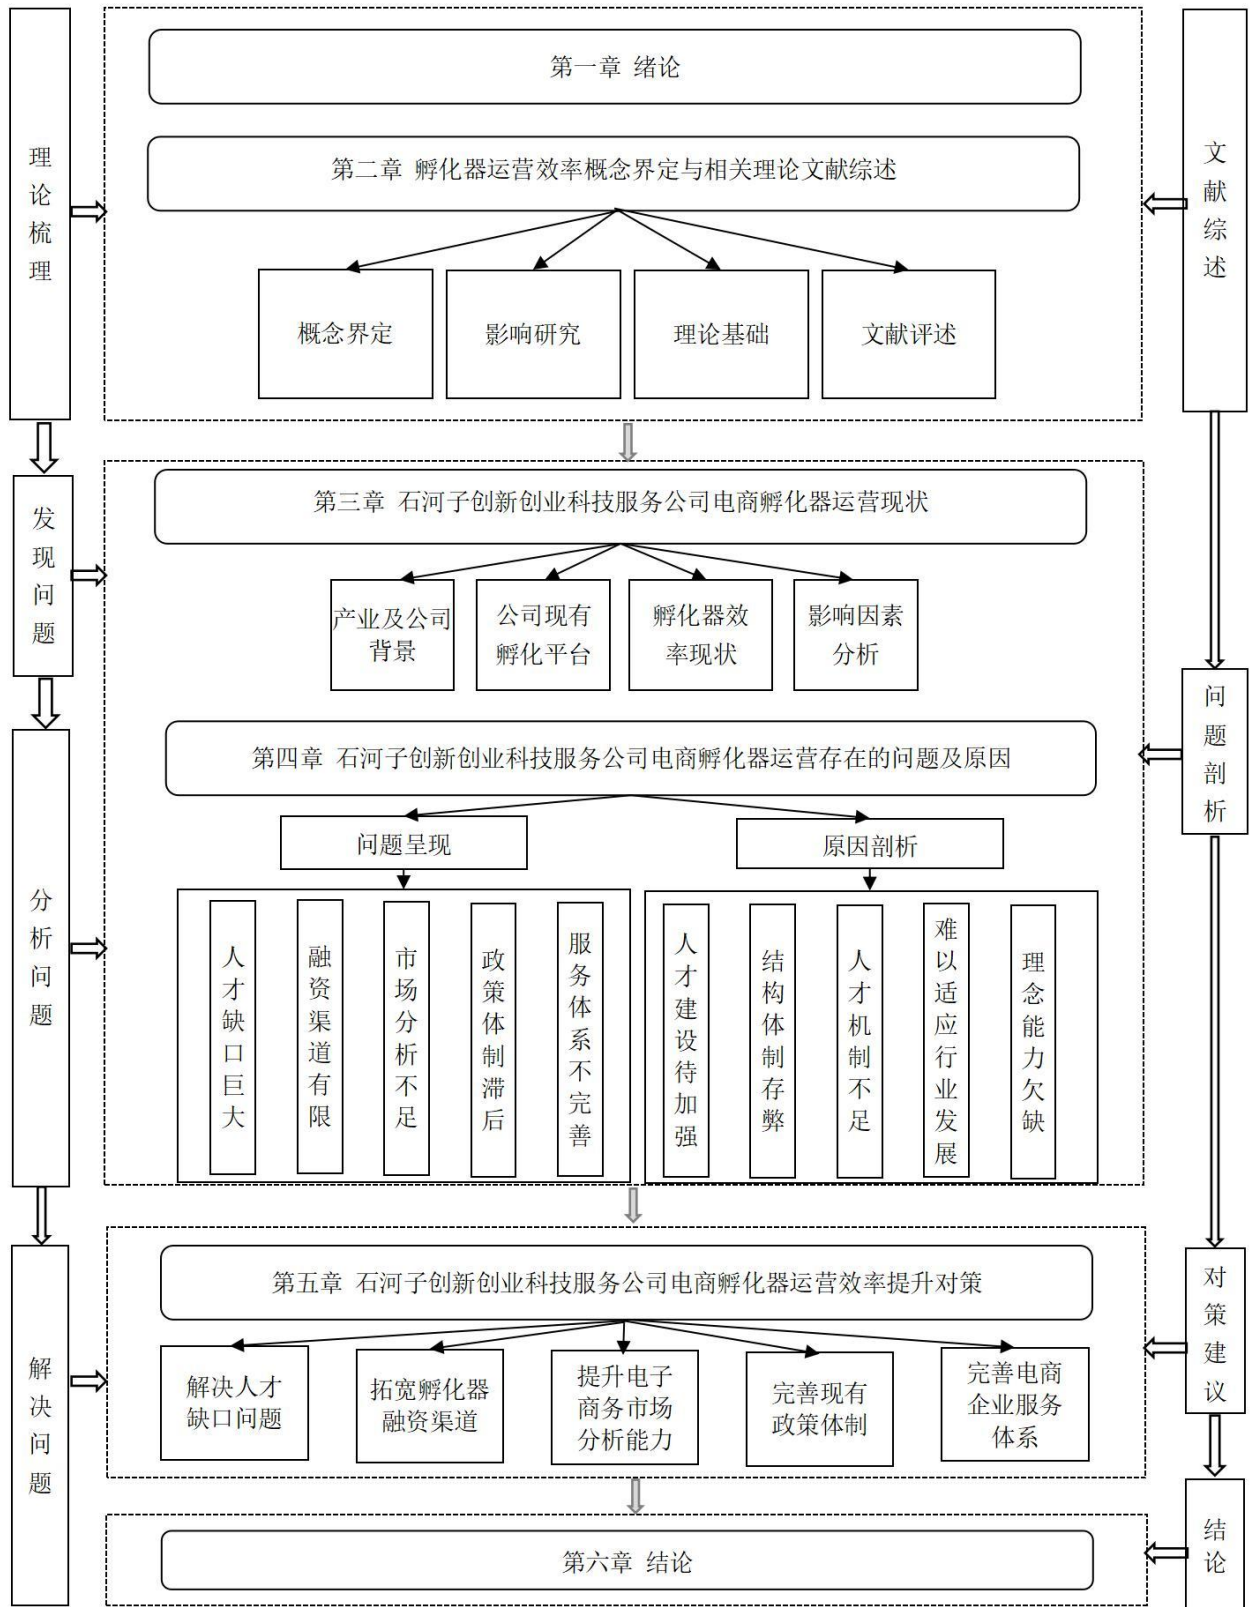 理论梳理
第一章 绪论
第二章 孵化器运营效率概念界定与相关理论文献综述
概念界定
影响研究
理论基础
文献评述
文献综述
发现问题
第三章 石河子创新创业科技服务公司电商孵化器运营现状
产业及公司
背景
公司现有
孵化平台
孵化器效
率现状
影响因素
分析
问题剖析
分析问题
第四章 石河子创新创业科技服务公司电商孵化器运营存在的问题及原因
问题呈现
原因剖析
人才缺口巨大
融资渠道有限
市场分析不足
政策体制滞后
服务体系不完善
人才建设待加强
结构体制存弊
人才机制不足
难以适应行业发展
理念能力欠缺
解决问题
第五章 石河子创新创业科技服务公司电商孵化器运营效率提升对策
解决人才
缺口问题
拓宽孵化器
融资渠道
提升电子
商务市场
分析能力
完善现有
政策体制
完善电商
企业服务
体系
对策建议
第六章 结论
结论